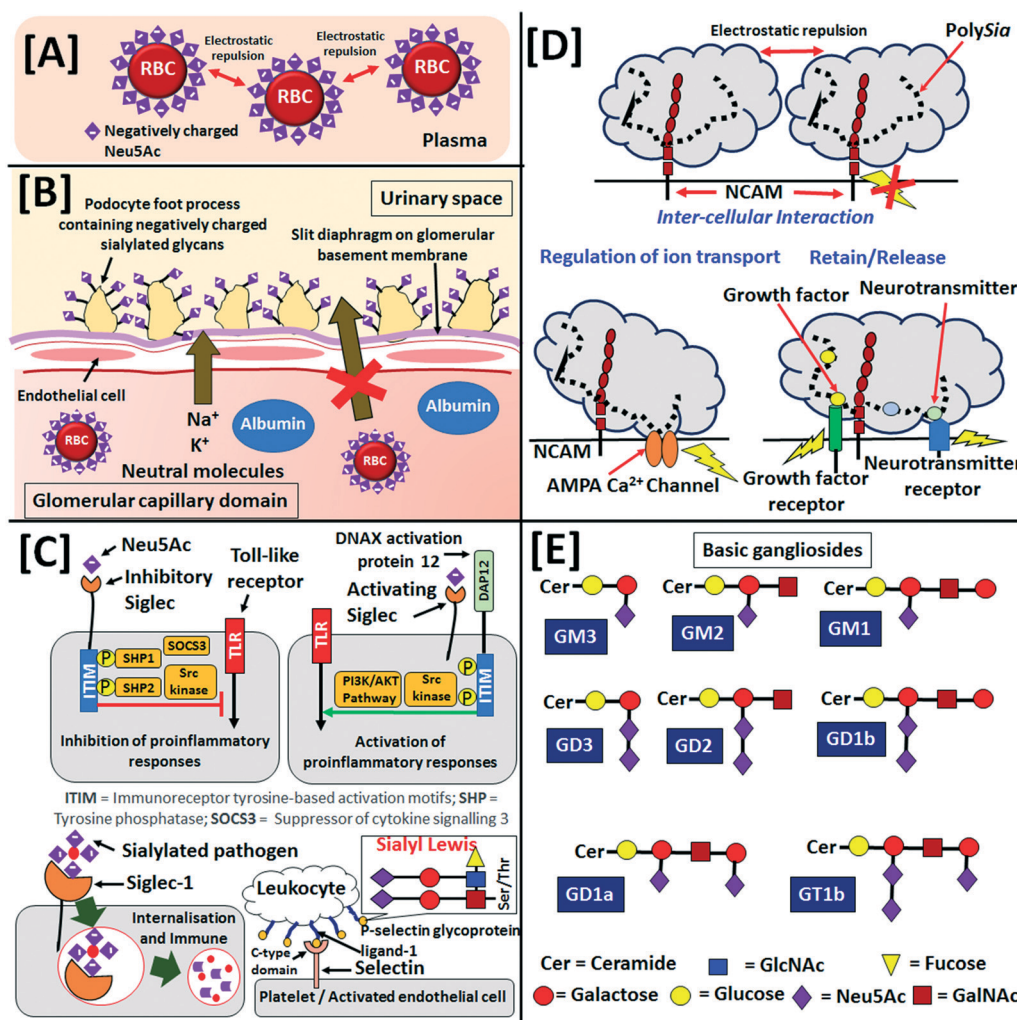 [A]
Electrostatic
repulsion
Electrostatic
repulsion
RBC
RBC
RBC
Negatively charged
Neu5Ac
Plasma
[B]
Urinary space
Podocyte foot process
containing negatively charged
sialylated glycans
Slit diaphragm on glomerular
basement membrane
Endothelial cell
RBC
Na+
K+
Neutral molecules
Albumin
Albumin
RBC
Glomerular capillary domain
[C]
Neu5Ac
Inhibitory
Siglec
Toll-like
receptor
ITIM
P
SHP1
SOCS3
P
SHP2
Src
kinase
TLR
Inhibition of proinflammatory
responses
DNAX activation
protein 12
DAP12
Activating
Siglec
TLR
PI3K/AKT
Pathway
Src
kinase
P
P
ITIM
Activation of
proinflammatory responses
ITIM = Immunoreceptor tyrosine-based activation motifs; SHP =
Tyrosine phosphatase; SOCS3 = Suppressor of cytokine signalling 3
Sialylated pathogen
Siglec-1
Internalisation
and Immune
Leukocyte
Sialyl Lewis
Ser/Thr
P-selectin glycoprotein
ligand-1
C-type
domain
Selectin
Platelet / Activated endothelial cell
[D]
Electrostatic repulsion
PolySia
NCAM
Inter-cellular Interaction
Regulation of ion transport
NCAM
AMPA Ca2+ Channel
Retain/Release
Growth factor
Neurotransmitter
Growth factor
receptor
Neurotransmitter
receptor
[E]
Basic gangliosides
Cer
GM3
Cer
GM2
Cer
GM1
Cer
GD3
Cer
GD2
Cer
GD1b
Cer
GD1a
Cer
GT1b
Cer = Ceramide
= GlcNAc
= Fucose
= Galactose
= Glucose
= Neu5Ac
= GalNAc